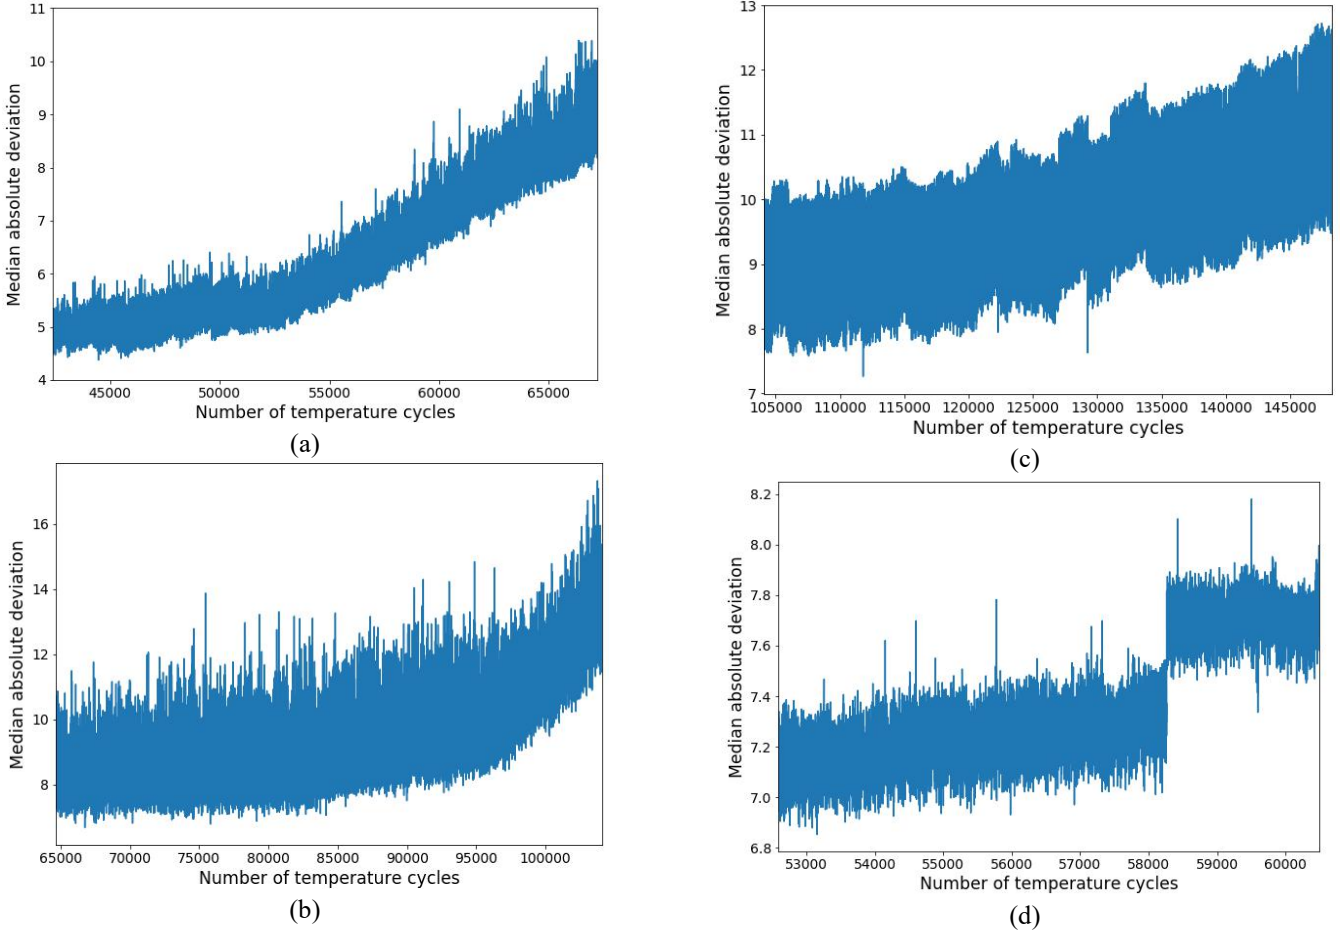 11
10
9
8
7
6
5
4
Median absolute deviation
45000 50000 55000 60000 65000
Number of temperature cycles
(a)
16
14
12
10
8
Median absolute deviation
65000 70000 75000 80000 85000 90000 95000 100000
Number of temperature cycles
(b)
13
12
11
10
9
8
7
Median absolute deviation
105000 110000 115000 120000 125000 130000 135000 140000 145000
Number of temperature cycles
(c)
8.2
8.0
7.8
7.6
7.4
7.2
7.0
6.8
Median absolute deviation
53000 54000 55000 56000 57000 58000 59000 60000
Number of temperature cycles
(d)